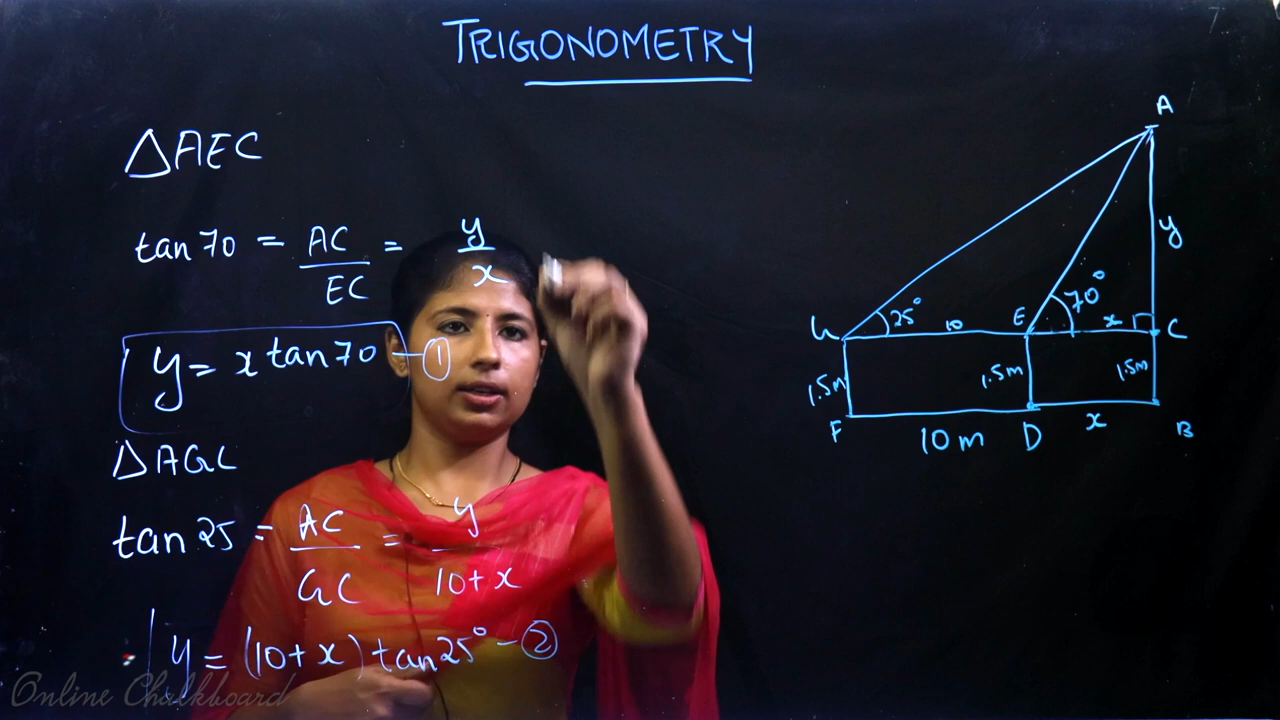 TRIGONOMETRY
△AEC
tan 70 = AC/EC = y/x
y = x tan 70 - ①
△AGC
tan 25 = AC/GC = y/10+x
y = (10+x) tan 25° - ②
A
y
25°
10
E
70°
x
C
G
1.5m
1.5m
1.5m
F
10 m
D
x
B
Online Chalkboard